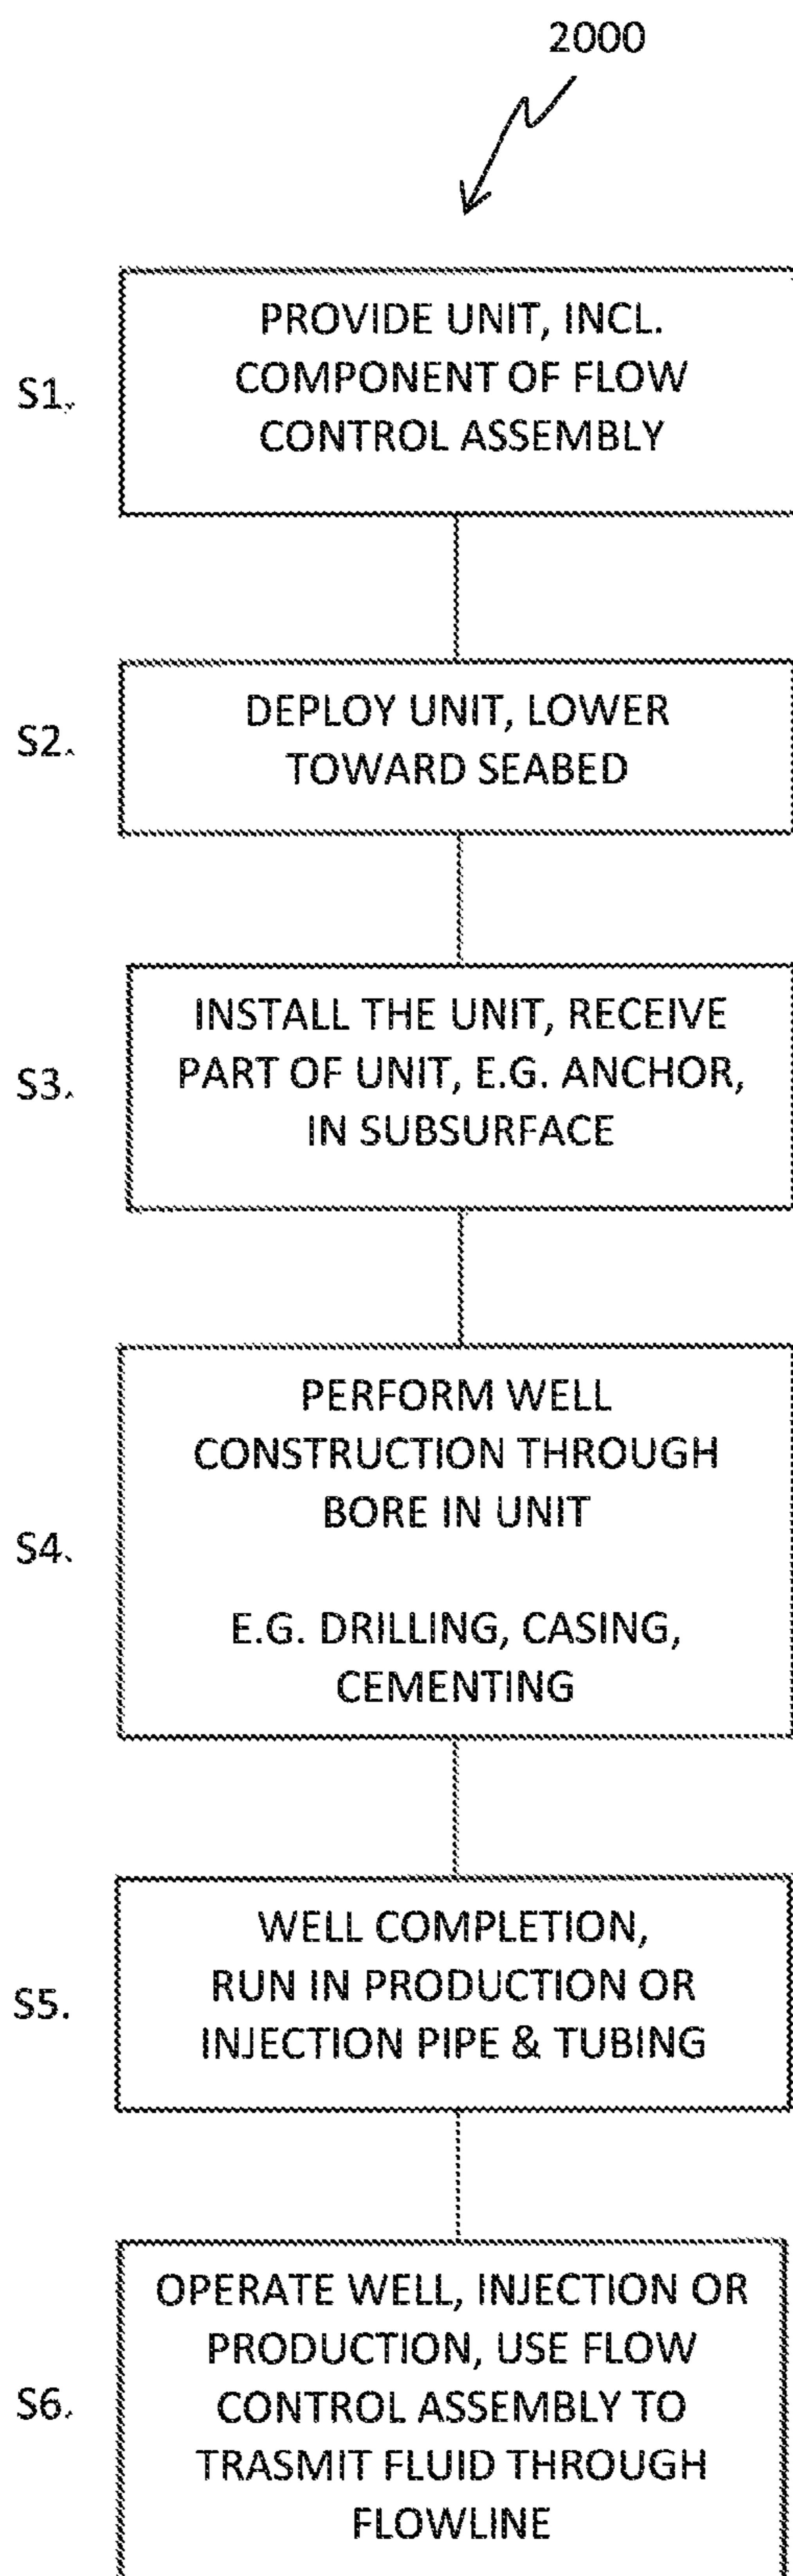 2000
S1.
PROVIDE UNIT, INCL.
COMPONENT OF FLOW
CONTROL ASSEMBLY
S2.
DEPLOY UNIT, LOWER
TOWARD SEABED
S3.
INSTALL THE UNIT, RECEIVE
PART OF UNIT, E.G. ANCHOR,
IN SUBSURFACE
S4.
PERFORM WELL
CONSTRUCTION THROUGH
BORE IN UNIT
E.G. DRILLING, CASING,
CEMENTING
S5.
WELL COMPLETION,
RUN IN PRODUCTION OR
INJECTION PIPE & TUBING
S6.
OPERATE WELL, INJECTION OR
PRODUCTION, USE FLOW
CONTROL ASSEMBLY TO
TRASMIT FLUID THROUGH
FLOWLINE